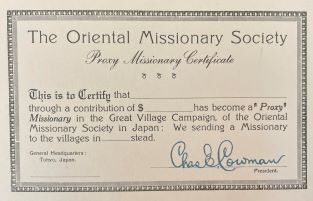 The Oriental Missionary Society
Proxy Missionary Certificate
This is to Certify that
through a contribution of $ has become a "Proxy"
Missionary in the Great Village Campaign, of the Oriental
Missionary Society in Japan: We sending a Missionary
to the villages in stead.
General Headquarters:
Tokyo, Japan.
Chas E. Cowman
President.